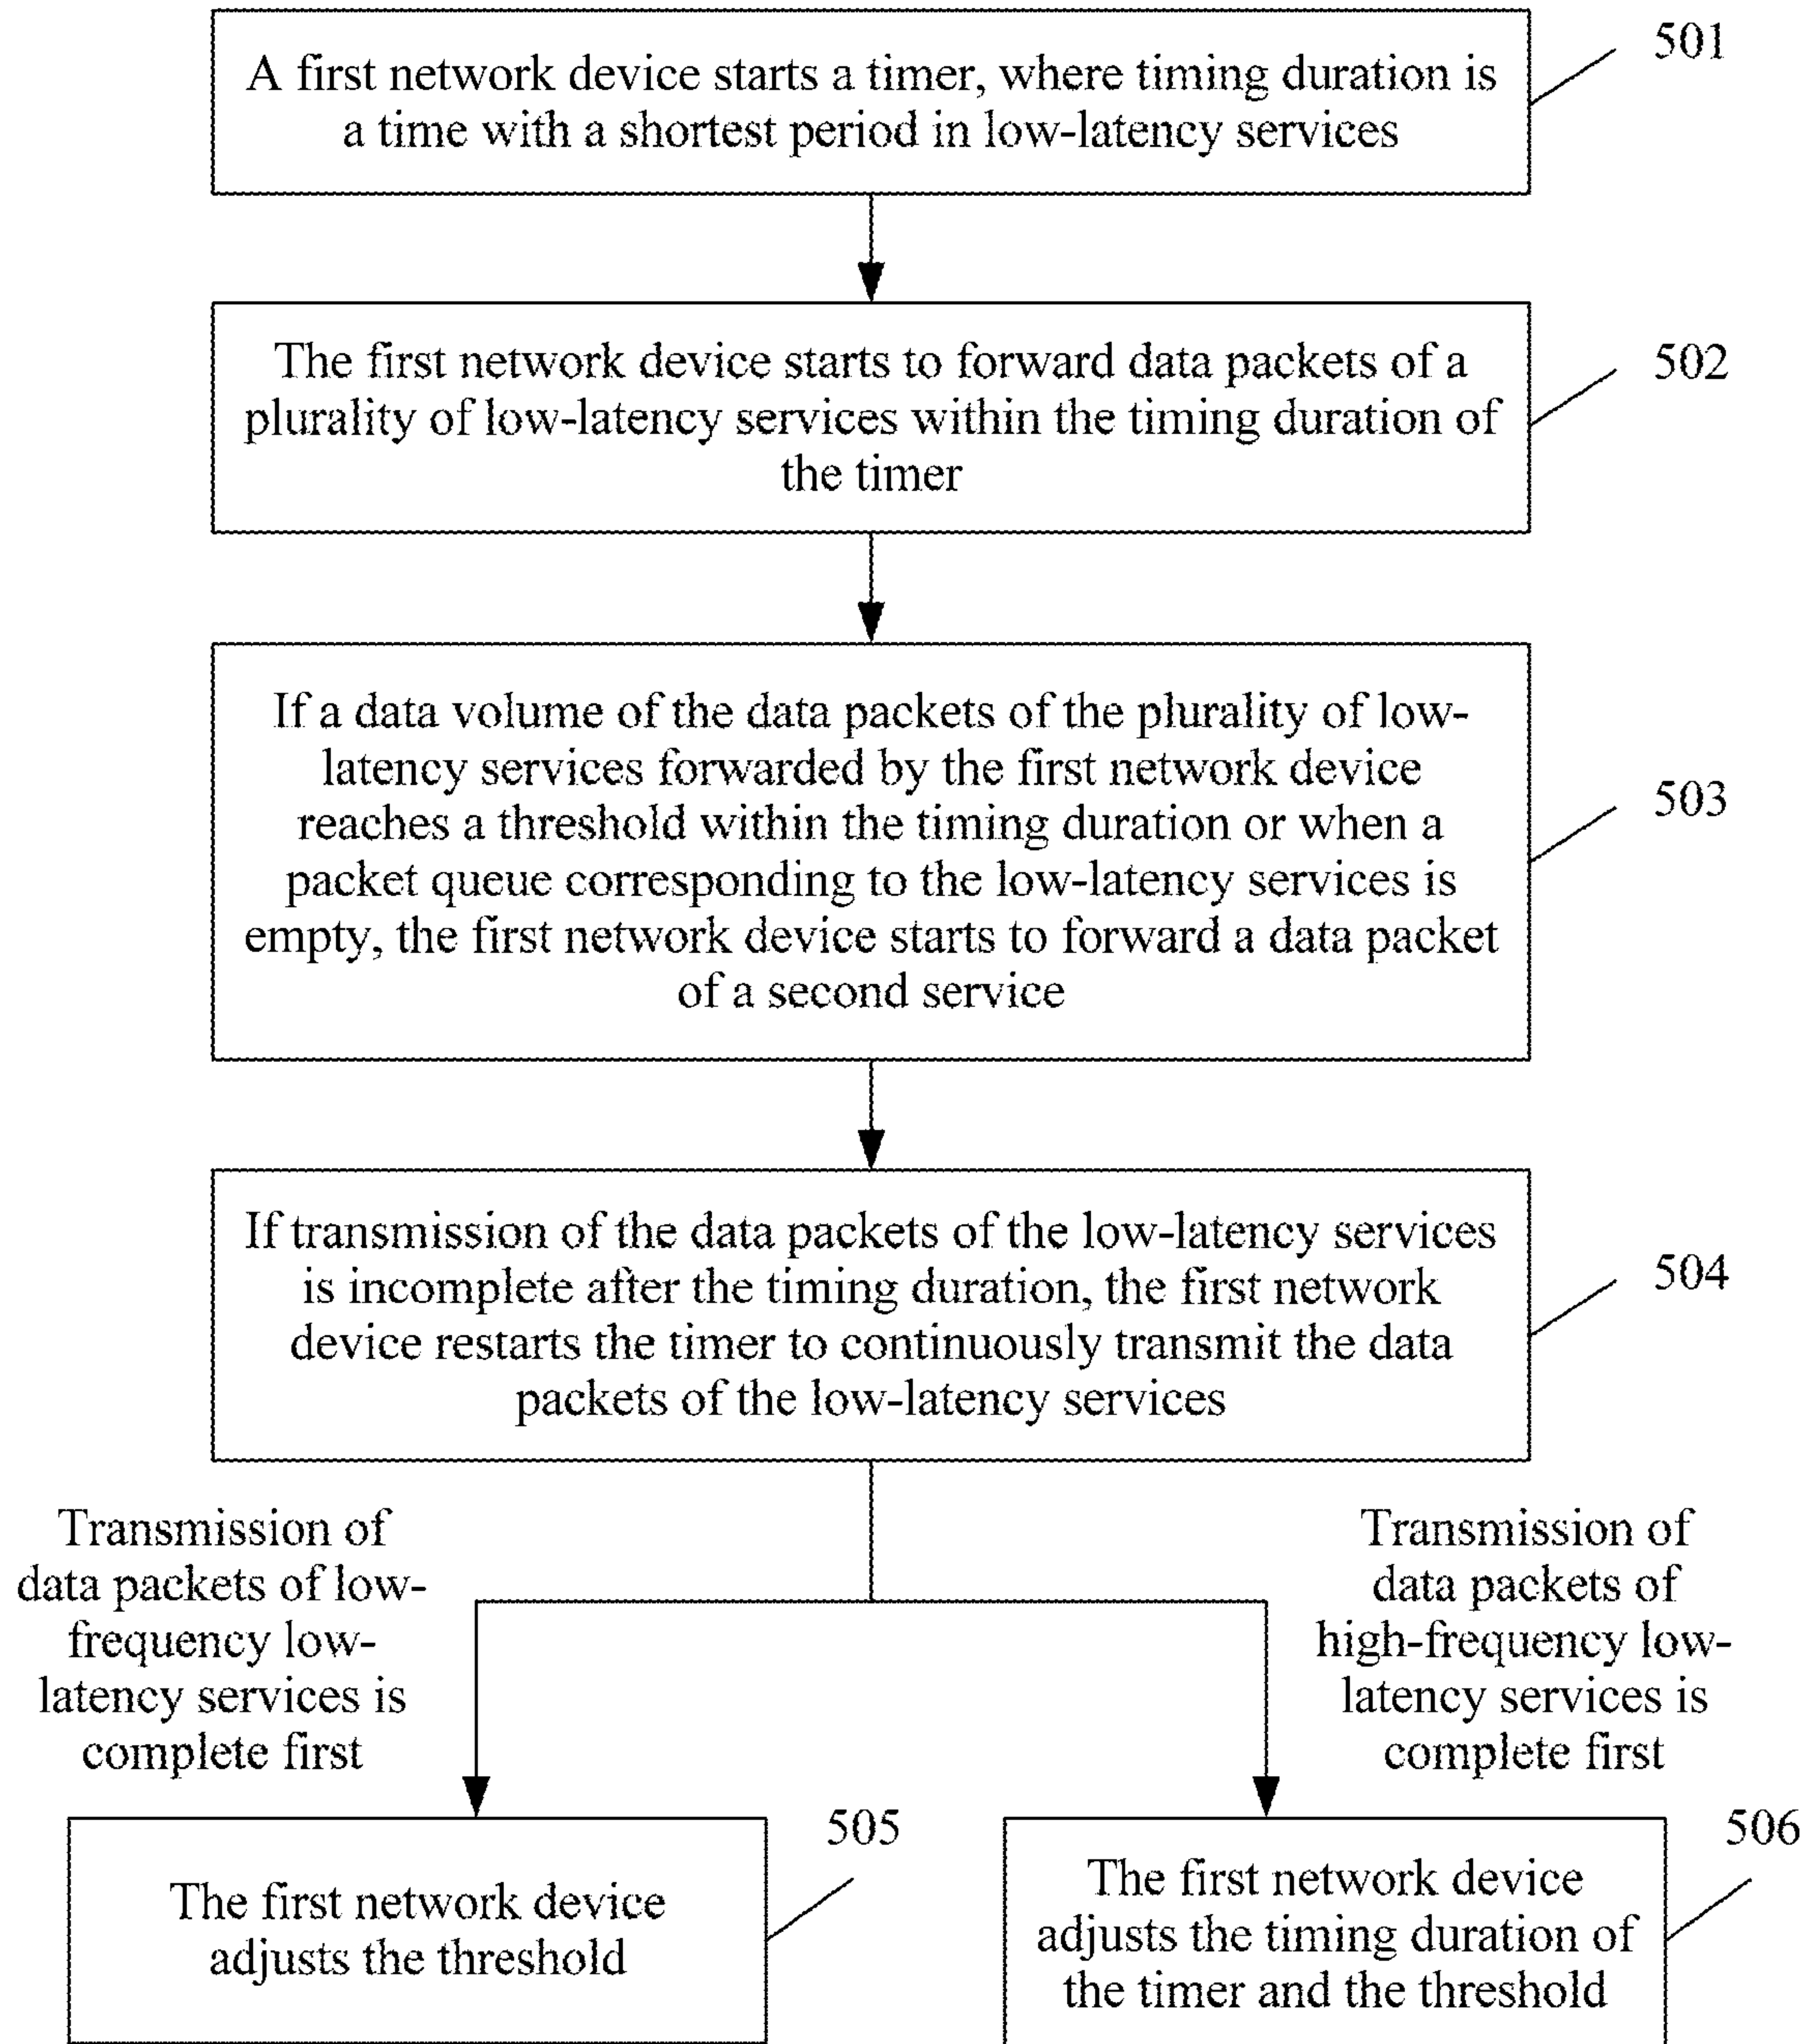 A first network device starts a timer, where timing duration is
a time with a shortest period in low-latency services
501
The first network device starts to forward data packets of a
plurality of low-latency services within the timing duration of
the timer
502
If a data volume of the data packets of the plurality of low-
latency services forwarded by the first network device
reaches a threshold within the timing duration or when a
packet queue corresponding to the low-latency services is
empty, the first network device starts to forward a data packet
of a second service
503
If transmission of the data packets of the low-latency services
is incomplete after the timing duration, the first network
device restarts the timer to continuously transmit the data
packets of the low-latency services
504
Transmission of
data packets of low-
frequency low-
latency services is
complete first
Transmission of
data packets of
high-frequency low-
latency services is
complete first
The first network device
adjusts the threshold
505
The first network device
adjusts the timing duration of
the timer and the threshold
506